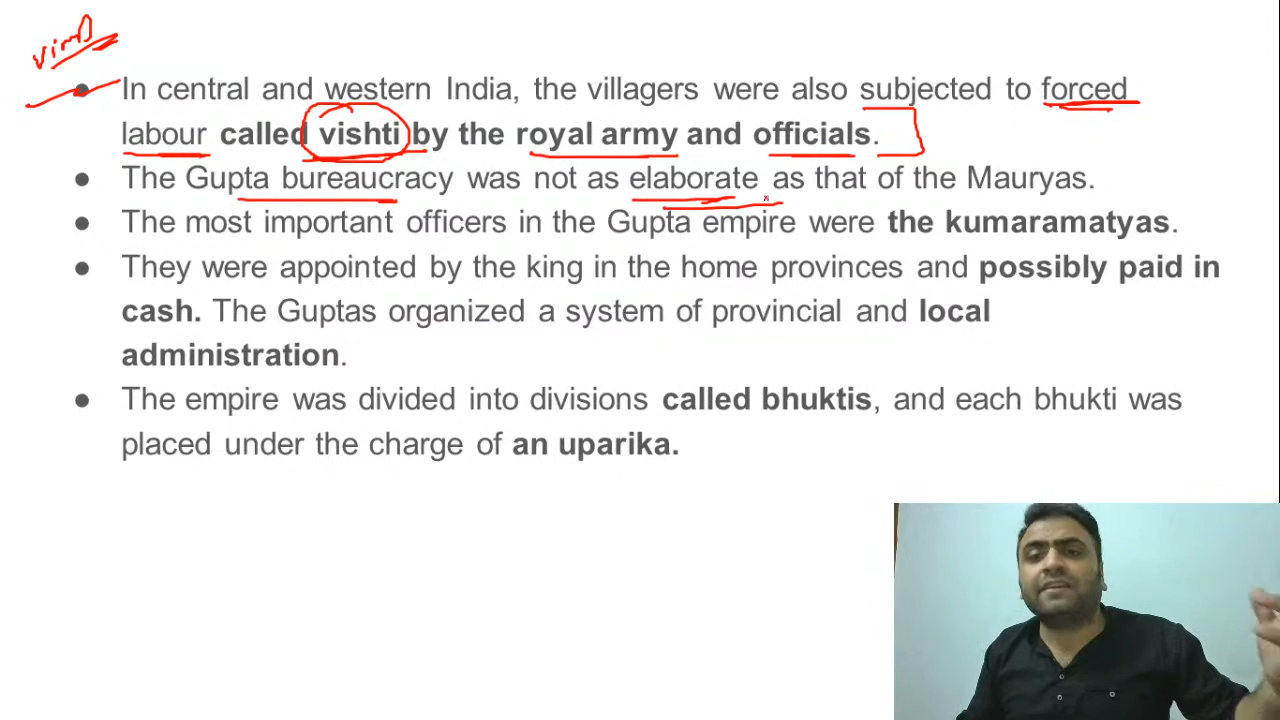 ● In central and western India, the villagers were also subjected to forced
labour called vishti by the royal army and officials.
● The Gupta bureaucracy was not as elaborate as that of the Mauryas.
● The most important officers in the Gupta empire were the kumaramatyas.
● They were appointed by the king in the home provinces and possibly paid in
cash. The Guptas organized a system of provincial and local
administration.
● The empire was divided into divisions called bhuktis, and each bhukti was
placed under the charge of an uparika.